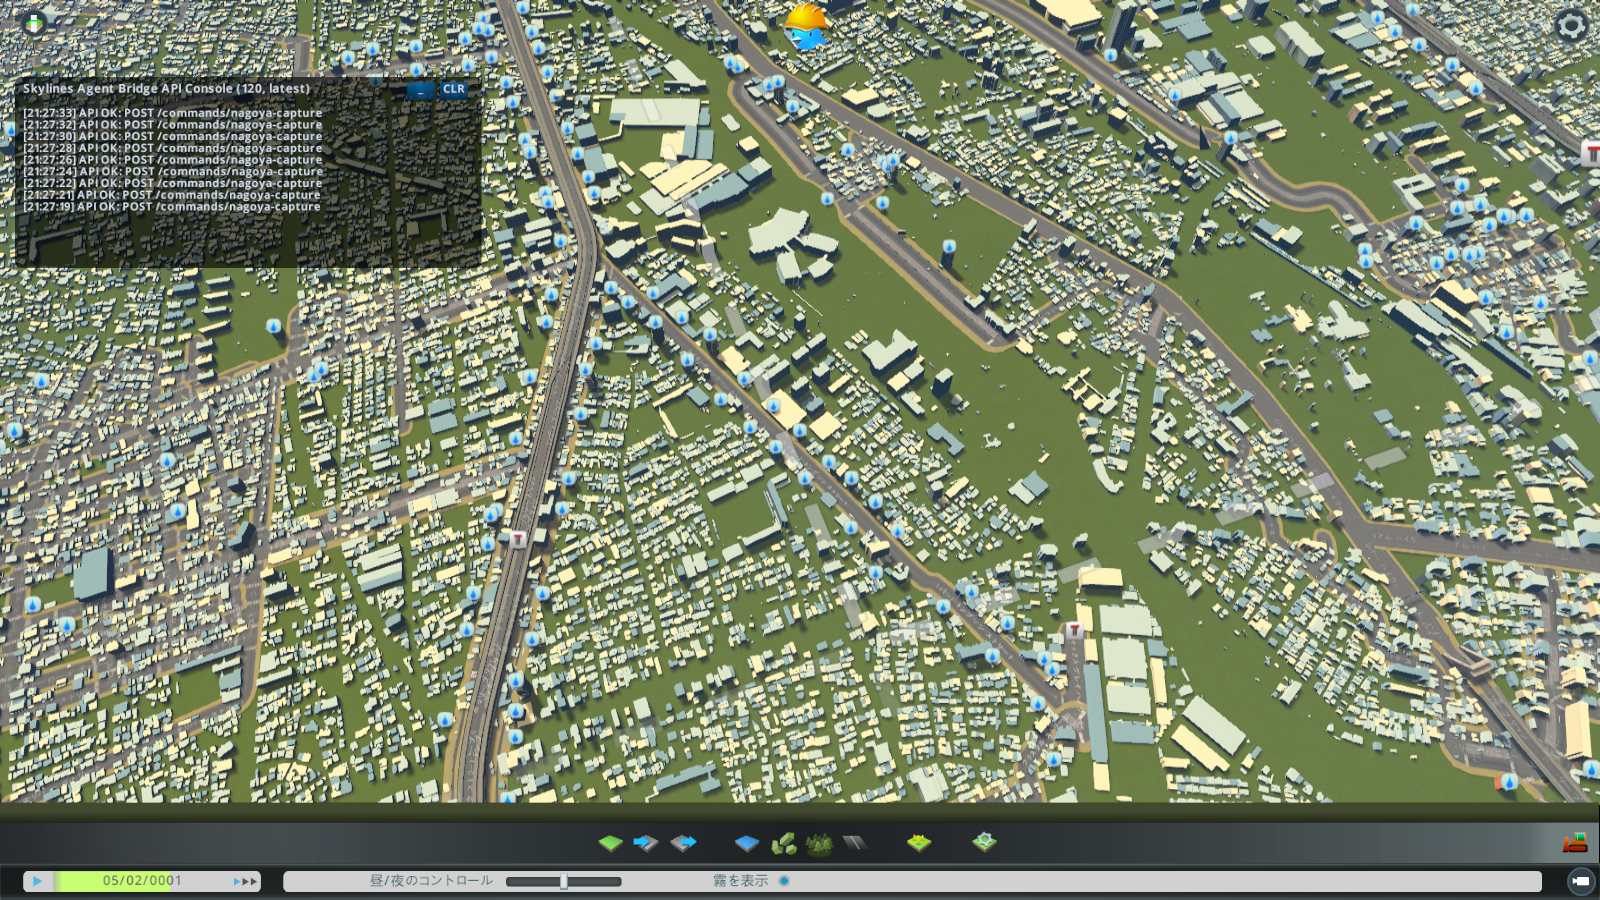 Skylines Agent Bridge API Console (120, latest)
_ CLR
[21:27:33] API OK: POST /commands/nagoya-capture
[21:27:32] API OK: POST /commands/nagoya-capture
[21:27:30] API OK: POST /commands/nagoya-capture
[21:27:28] API OK: POST /commands/nagoya-capture
[21:27:26] API OK: POST /commands/nagoya-capture
[21:27:24] API OK: POST /commands/nagoya-capture
[21:27:22] API OK: POST /commands/nagoya-capture
[21:27:21] API OK: POST /commands/nagoya-capture
[21:27:19] API OK: POST /commands/nagoya-capture
T
T
T
05/02/0001
昼/夜のコントロール
霧を表示